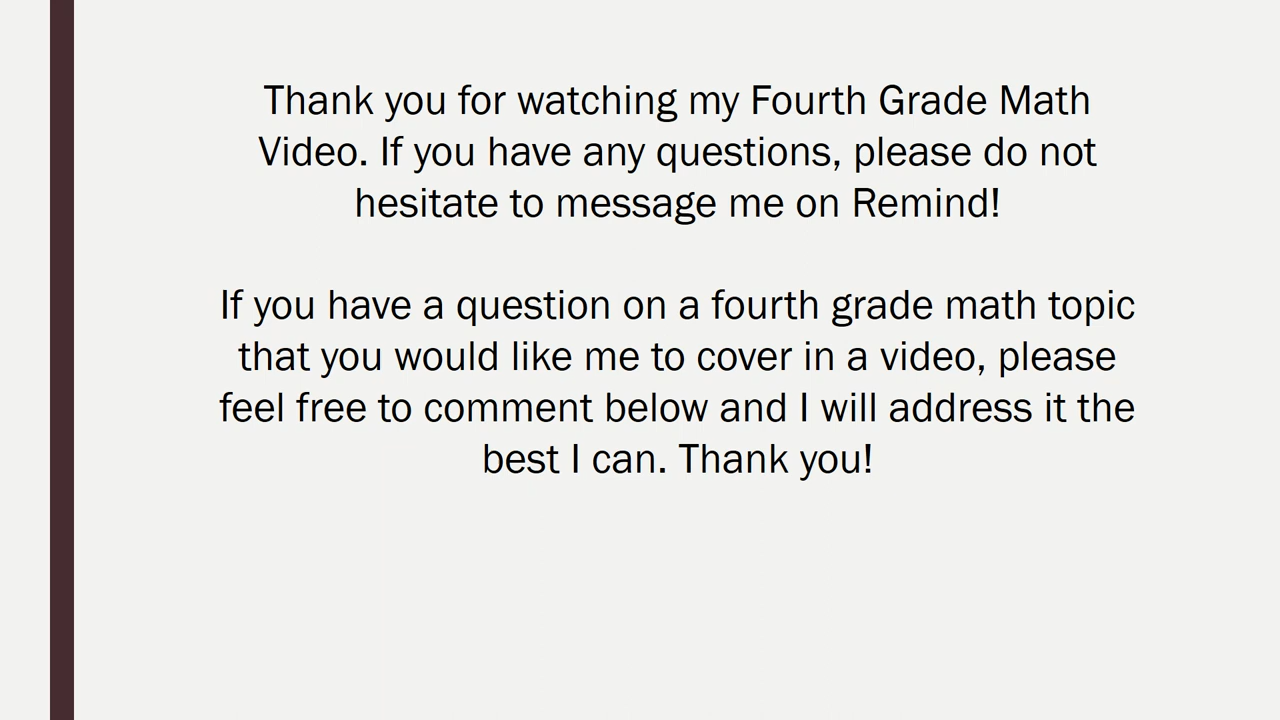 Thank you for watching my Fourth Grade Math
Video. If you have any questions, please do not
hesitate to message me on Remind!
If you have a question on a fourth grade math topic
that you would like me to cover in a video, please
feel free to comment below and I will address it the
best I can. Thank you!